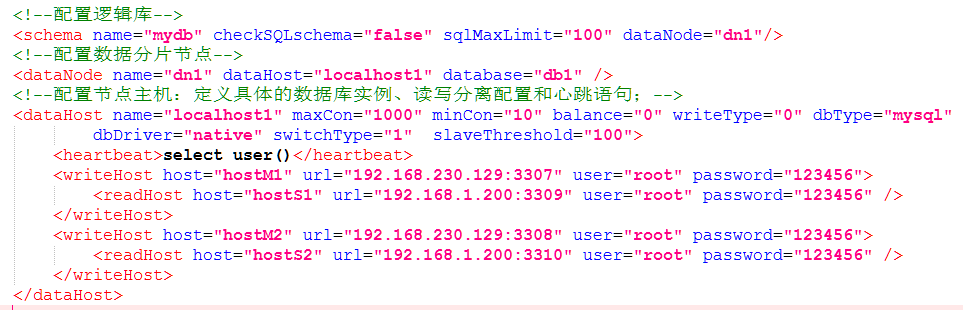 <!--配置逻辑库-->
<schema name="mydb" checkSQLschema="false" sqlMaxLimit="100" dataNode="dn1"/>
<!--配置数据分片节点-->
<dataNode name="dn1" dataHost="localhost1" database="db1" />
<!--配置节点主机：定义具体的数据库实例、读写分离配置和心跳语句；-->
<dataHost name="localhost1" maxCon="1000" minCon="10" balance="0" writeType="0" dbType="mysql"
        dbDriver="native" switchType="1"  slaveThreshold="100">
    <heartbeat>select user()</heartbeat>
    <writeHost host="hostM1" url="192.168.230.129:3307" user="root" password="123456">
        <readHost host="hostS1" url="192.168.1.200:3309" user="root" password="123456" />
    </writeHost>
    <writeHost host="hostM2" url="192.168.230.129:3308" user="root" password="123456">
        <readHost host="hostS2" url="192.168.1.200:3310" user="root" password="123456" />
    </writeHost>
</dataHost>